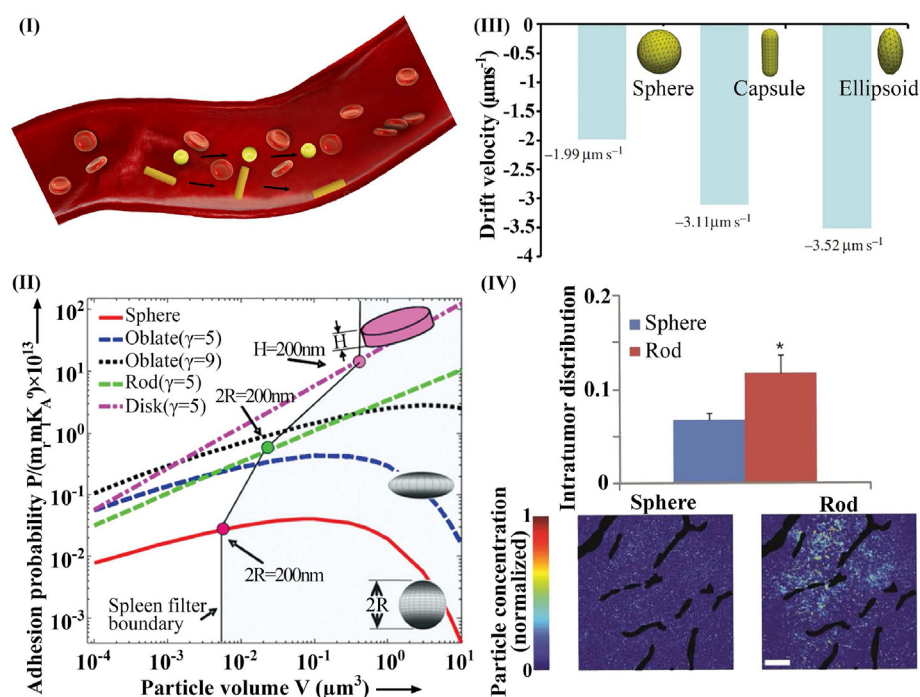 (I)
(III)
0
-0.5
-1
-1.5
-2
-2.5
-3
-3.5
-4
Drift velocity (μms⁻¹)
Sphere
Capsule
Ellipsoid
−1.99 μm s⁻¹
−3.11μm s⁻¹
−3.52 μm s⁻¹
(II)
Adhesion probability P/(mᵣmₗK_A⁰)×10¹³
10²
10¹
10⁰
10⁻¹
10⁻²
10⁻³
Sphere
Oblate(γ=5)
Oblate(γ=9)
Rod(γ=5)
Disk(γ=5)
H
H=200nm
2R=200nm
2R=200nm
Spleen filter
boundary
2R
10⁻⁴
10⁻³
10⁻²
10⁻¹
10⁰
10¹
Particle volume V (μm³)
(IV)
Intratumor distribution
0.2
0.1
0
Sphere
Rod
*
Sphere
Rod
Particle concentration
(normalized)
1
0